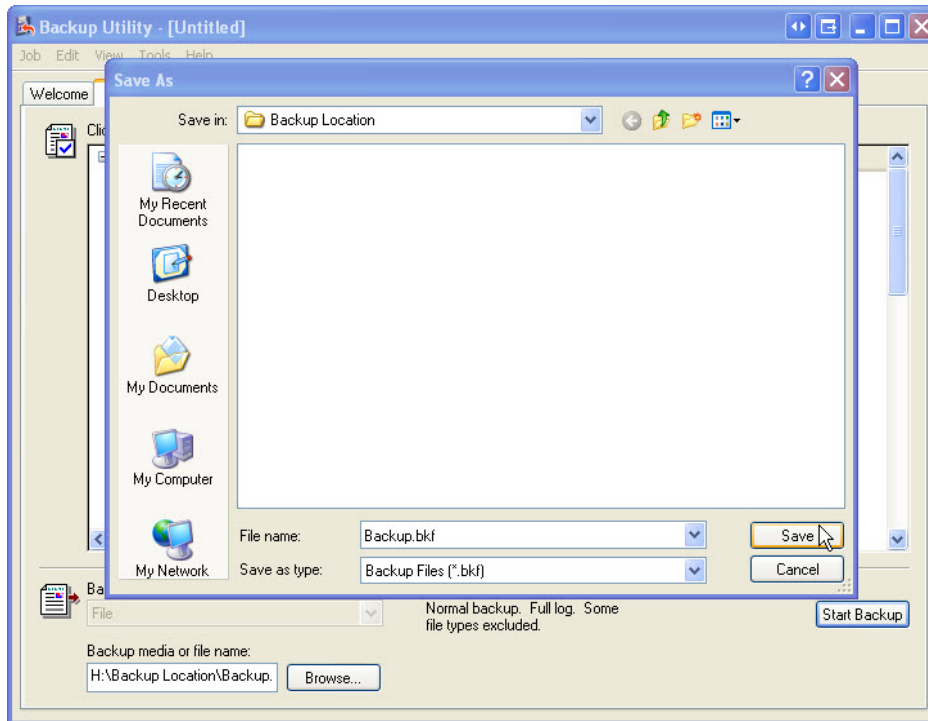 Backup Utility - [Untitled]
Job Edit View Tools Help
Welcome
Save As
Save in:
Backup Location
My Recent
Documents
Desktop
My Documents
My Computer
My Network
File name:
Backup.bkf
Save
Save as type:
Backup Files (*.bkf)
Cancel
File
Normal backup. Full log. Some
file types excluded.
Start Backup
Backup media or file name:
H:\Backup Location\Backup.
Browse...